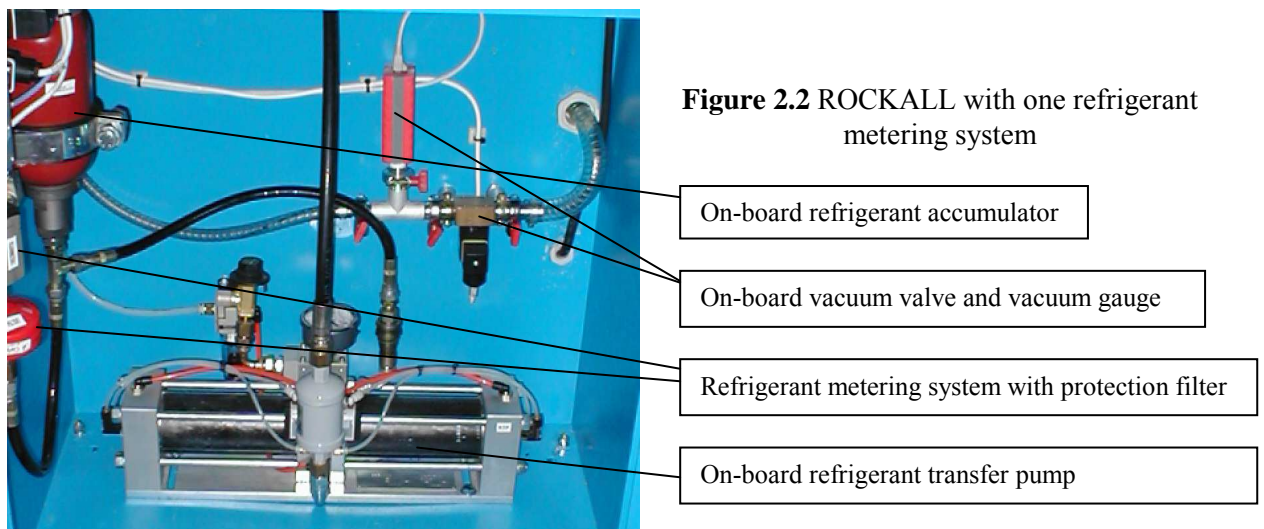 Figure 2.2 ROCKALL with one refrigerant
metering system
On-board refrigerant accumulator
On-board vacuum valve and vacuum gauge
Refrigerant metering system with protection filter
On-board refrigerant transfer pump